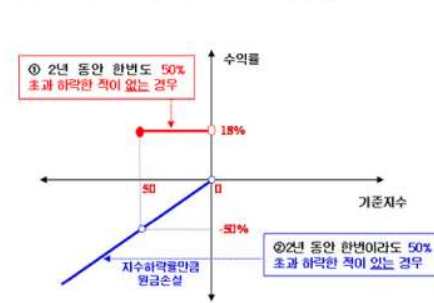 수익률
① 2년 동안 한번도 50%
초과 하락한 적이 없는 경우
18%
50
0
기준지수
-50%
②2년 동안 한번이라도 50%
초과 하락한 적이 있는 경우
지수하락률만큼
원금손실